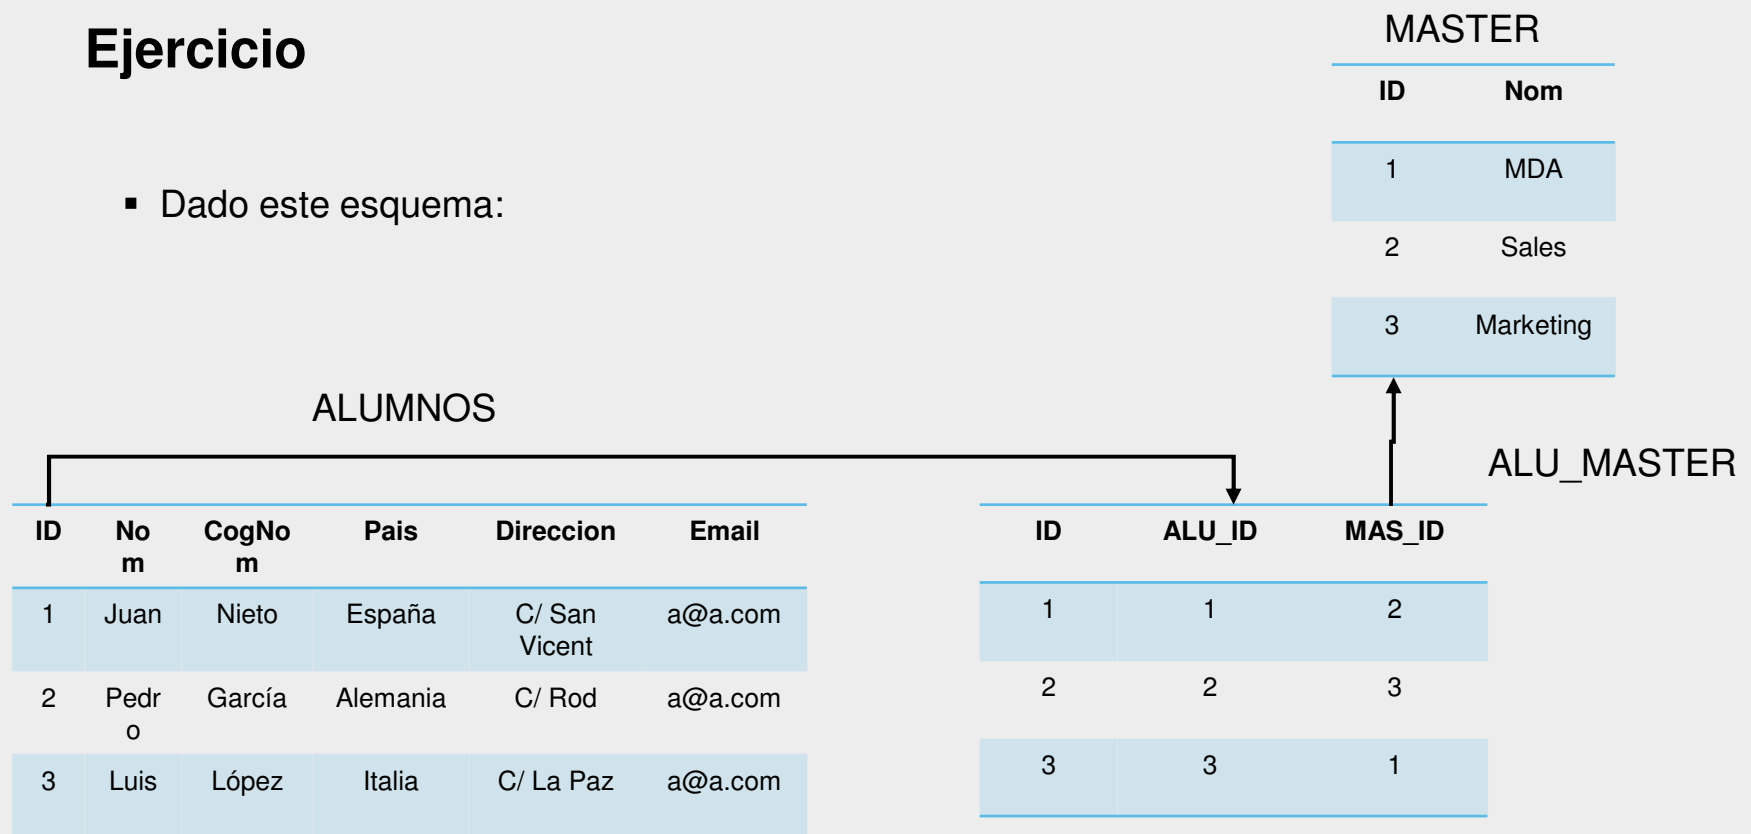 Ejercicio
▪ Dado este esquema:
MASTER
ID Nom
1 MDA
2 Sales
3 Marketing
ALUMNOS
ID No CogNo Pais Direccion Email
m m
1 Juan Nieto España C/ San a@a.com
Vicent
2 Pedr García Alemania C/ Rod a@a.com
o
3 Luis López Italia C/ La Paz a@a.com
ALU_MASTER
ID ALU_ID MAS_ID
1 1 2
2 2 3
3 3 1